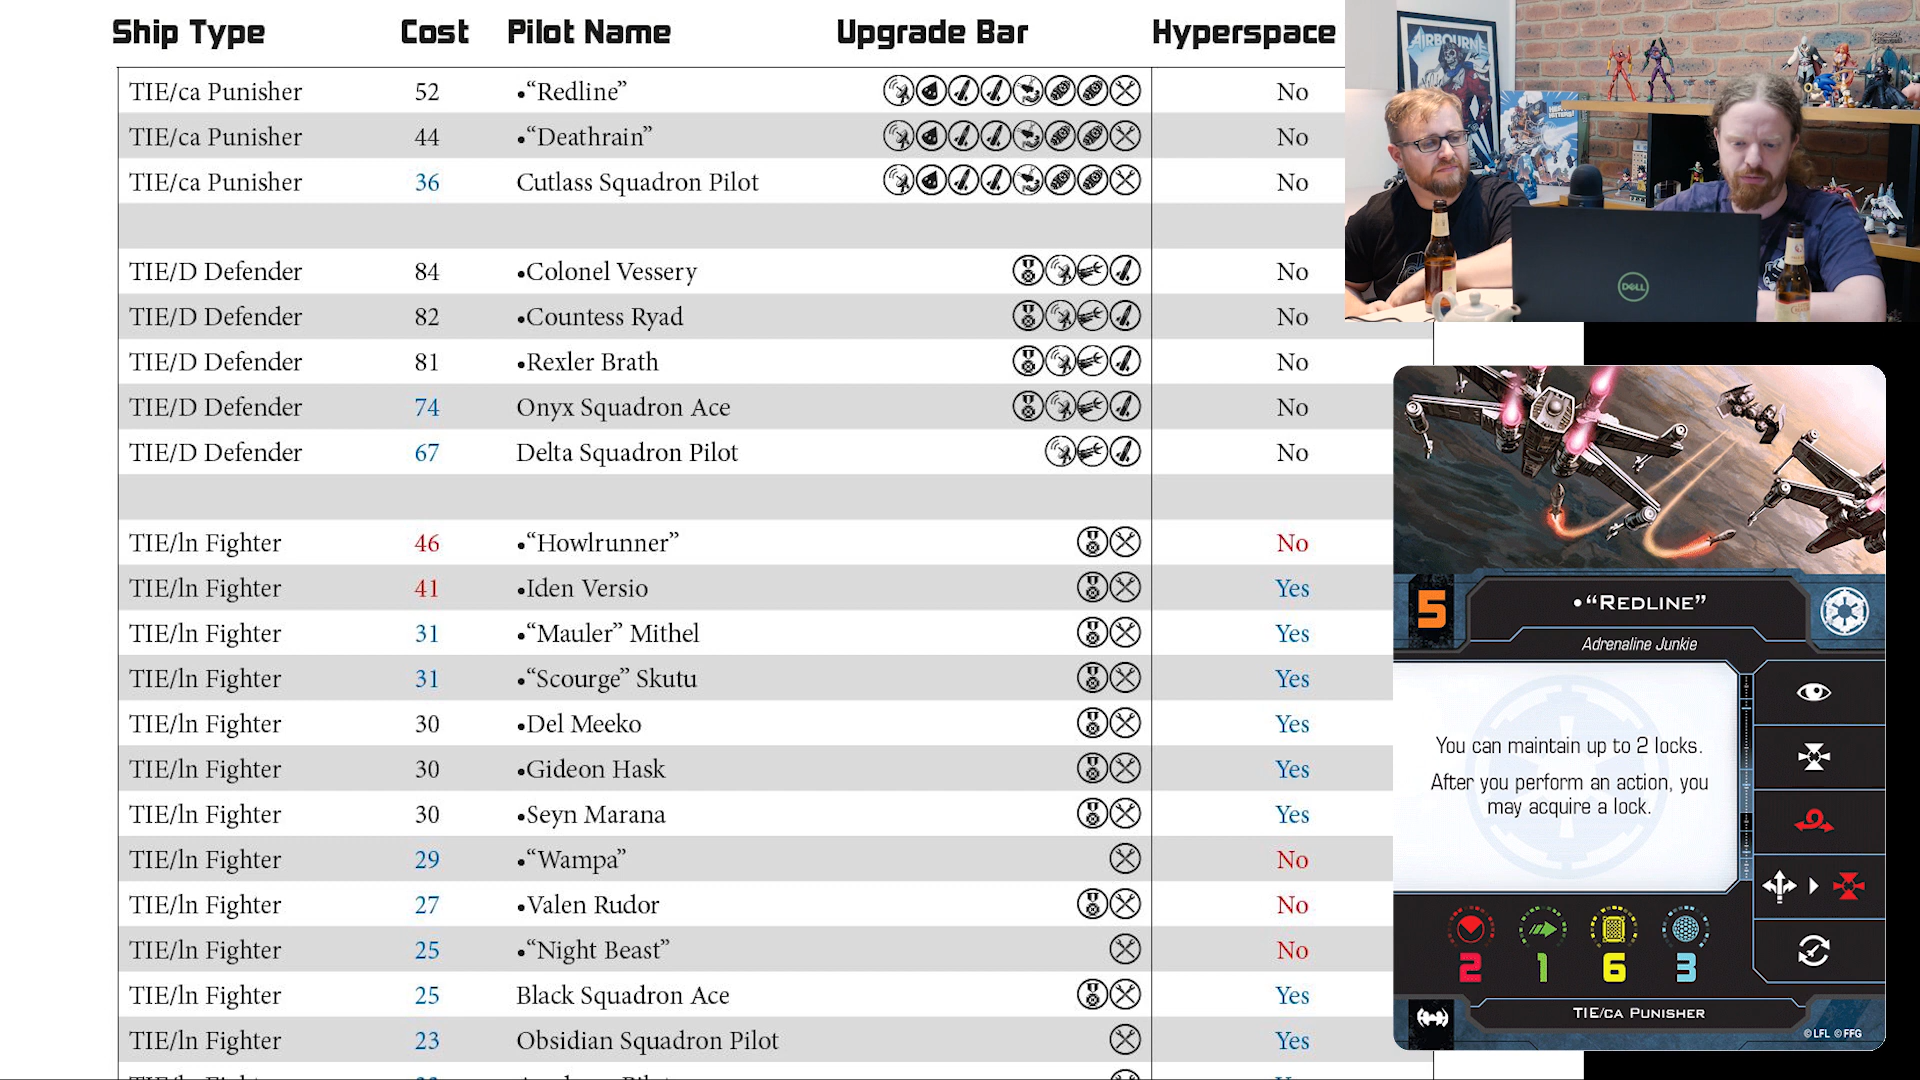 Ship Type Cost Pilot Name Upgrade Bar Hyperspace
TIE/ca Punisher 52 •“Redline” No
TIE/ca Punisher 44 •“Deathrain” No
TIE/ca Punisher 36 Cutlass Squadron Pilot No
TIE/D Defender 84 •Colonel Vessery No
TIE/D Defender 82 •Countess Ryad No
TIE/D Defender 81 •Rexler Brath No
TIE/D Defender 74 Onyx Squadron Ace No
TIE/D Defender 67 Delta Squadron Pilot No
TIE/ln Fighter 46 •“Howlrunner” No
TIE/ln Fighter 41 •Iden Versio Yes
TIE/ln Fighter 31 •“Mauler” Mithel Yes
TIE/ln Fighter 31 •“Scourge” Skutu Yes
TIE/ln Fighter 30 •Del Meeko Yes
TIE/ln Fighter 30 •Gideon Hask Yes
TIE/ln Fighter 30 •Seyn Marana Yes
TIE/ln Fighter 29 •“Wampa” No
TIE/ln Fighter 27 •Valen Rudor No
TIE/ln Fighter 25 •“Night Beast” No
TIE/ln Fighter 25 Black Squadron Ace Yes
TIE/ln Fighter 23 Obsidian Squadron Pilot Yes
AIRBOURNE
DELL
5 •“Redline”
Adrenaline Junkie
You can maintain up to 2 locks.
After you perform an action, you
may acquire a lock.
2 1 6 3
TIE/ca Punisher
©LFL ©FFG